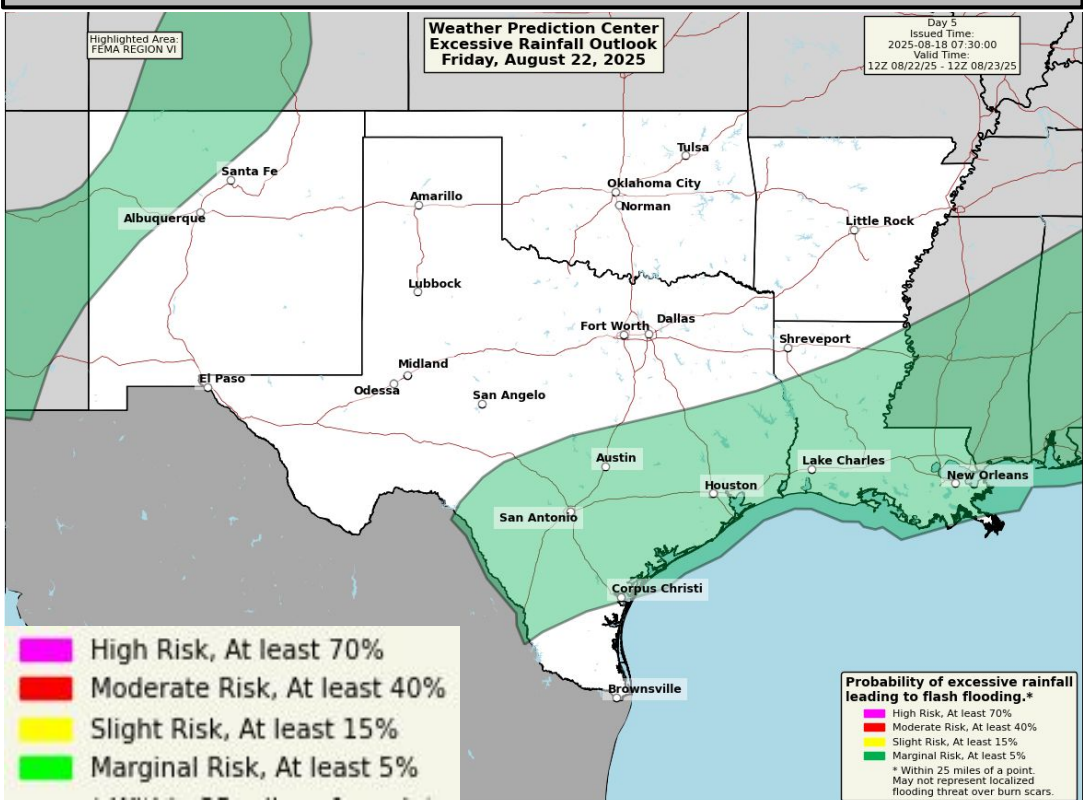 Highlighted Area:
FEMA REGION VI
Weather Prediction Center
Excessive Rainfall Outlook
Friday, August 22, 2025
Day 5
Issued Time:
2025-08-18 07:30:00
Valid Time:
12Z 08/22/25 - 12Z 08/23/25
Tulsa
Santa Fe
Oklahoma City
Amarillo
Norman
Albuquerque
Little Rock
Lubbock
Dallas
Fort Worth
Shreveport
Midland
El Paso
Odessa
San Angelo
Austin
Lake Charles
New Orleans
Houston
San Antonio
Corpus Christi
Brownsville
High Risk, At least 70%
Moderate Risk, At least 40%
Slight Risk, At least 15%
Marginal Risk, At least 5%
Probability of excessive rainfall
leading to flash flooding.*
High Risk, At least 70%
Moderate Risk, At least 40%
Slight Risk, At least 15%
Marginal Risk, At least 5%
* Within 25 miles of a point.
May not represent localized
flooding threat over burn scars.